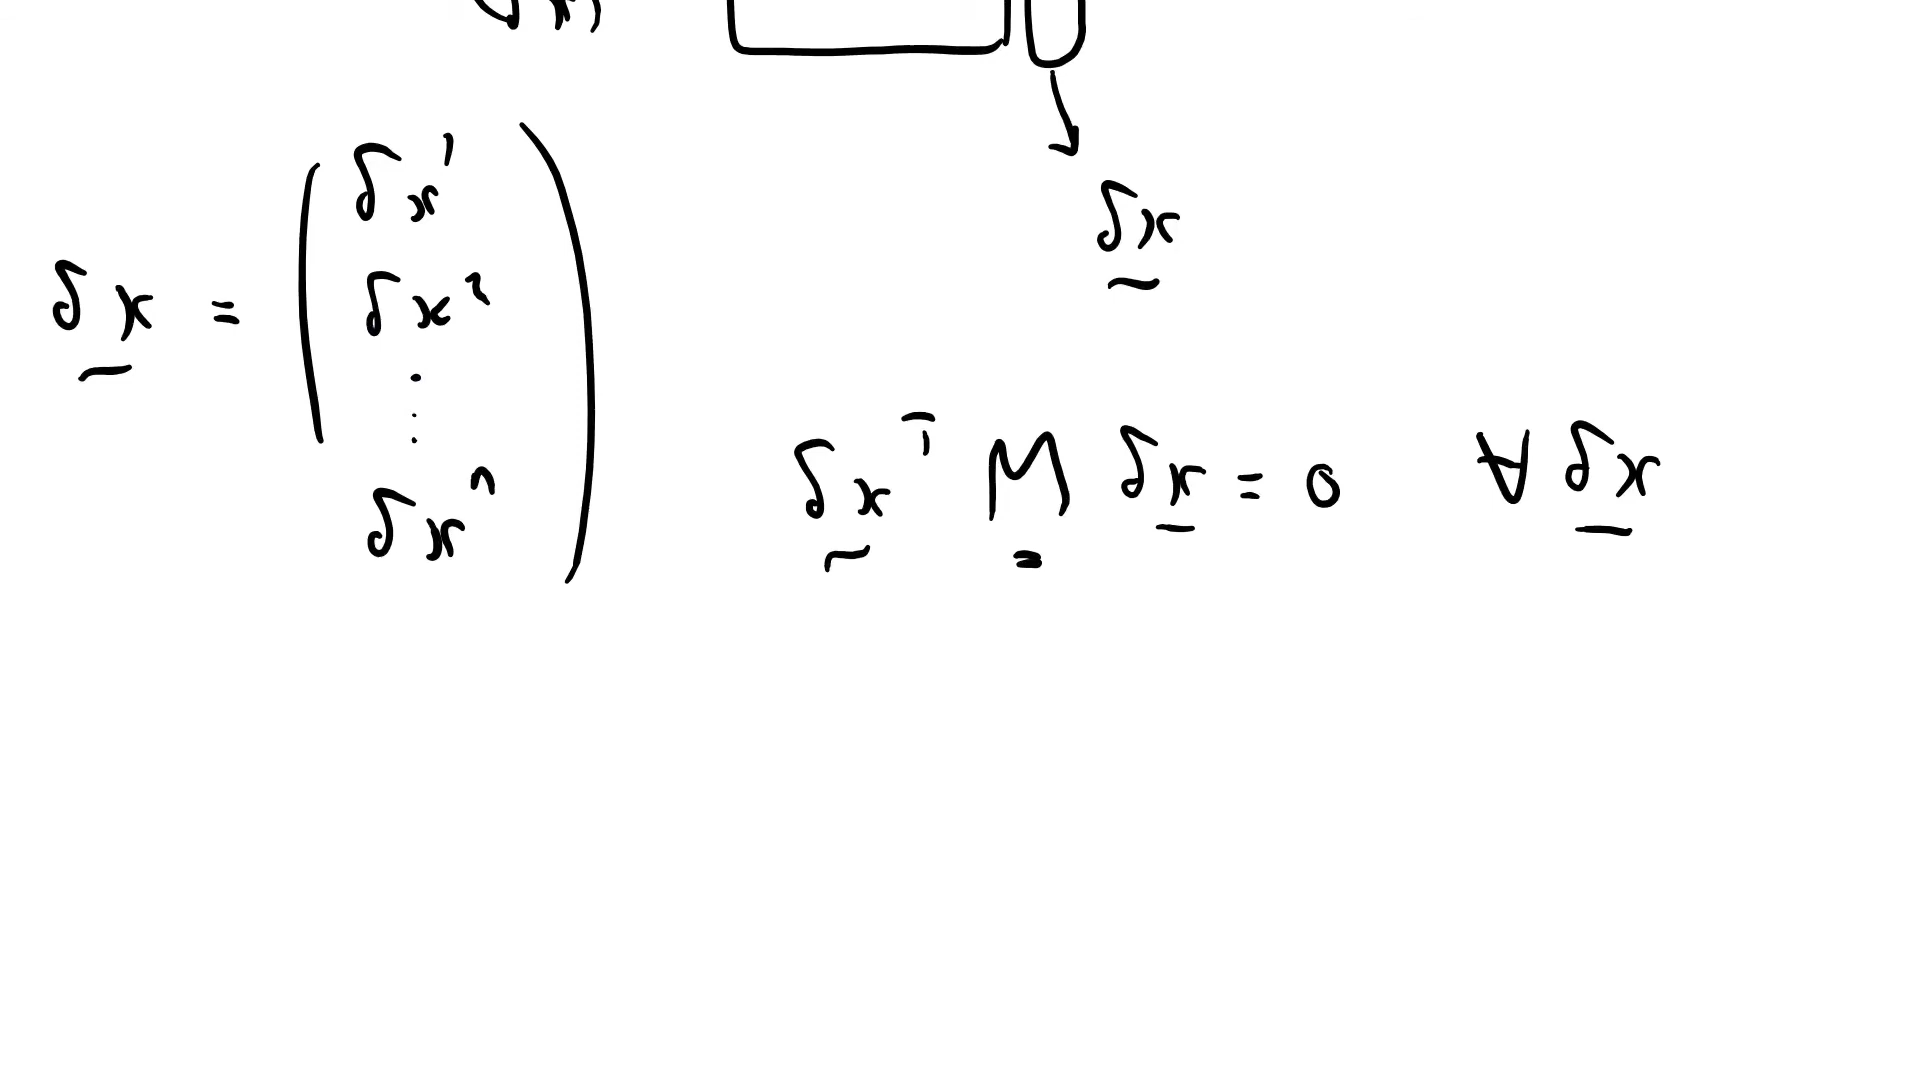 δx
δx = ( δx¹
δx²
⋮
δxⁿ )
δxᵀ M δx = 0 ∀ δx